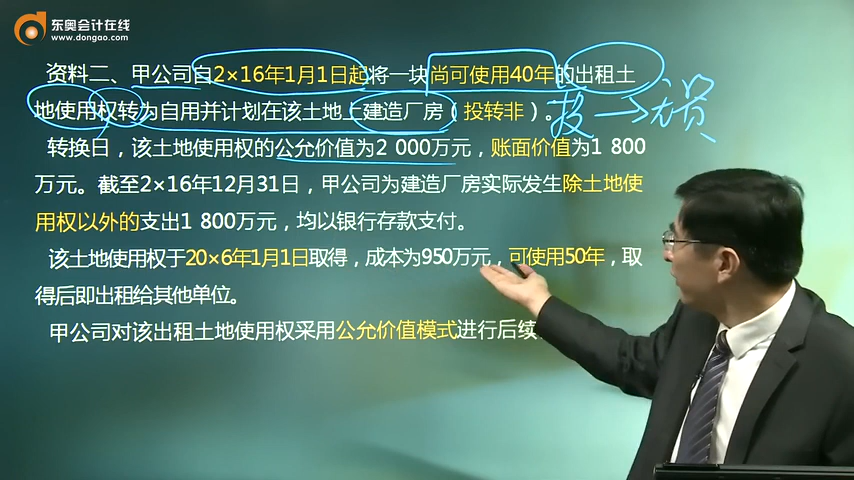 东奥会计在线
www.dongao.com
资料二、甲公司自2×16年1月1日起将一块尚可使用40年的出租土
地使用权转为自用并计划在该土地上建造厂房（投转非）。
投→无
转换日，该土地使用权的公允价值为2 000万元，账面价值为1 800
万元。截至2×16年12月31日，甲公司为建造厂房实际发生除土地使
用权以外的支出1 800万元，均以银行存款支付。
该土地使用权于20×6年1月1日取得，成本为950万元，可使用50年，取
得后即出租给其他单位。
甲公司对该出租土地使用权采用公允价值模式进行后续